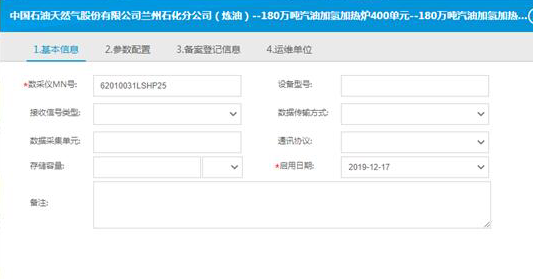 中国石油天然气股份有限公司兰州石化分公司（炼油）--180万吨汽油加氢加热炉400单元--180万吨汽油加氢加热...
1.基本信息 2.参数配置 3.备案登记信息 4.运维单位
*数采仪MN号: 62010031LSHP25 设备型号:
接收信号类型: 数据传输方式:
数据采集单元: 通讯协议:
存储容量: *启用日期: 2019-12-17
备注: